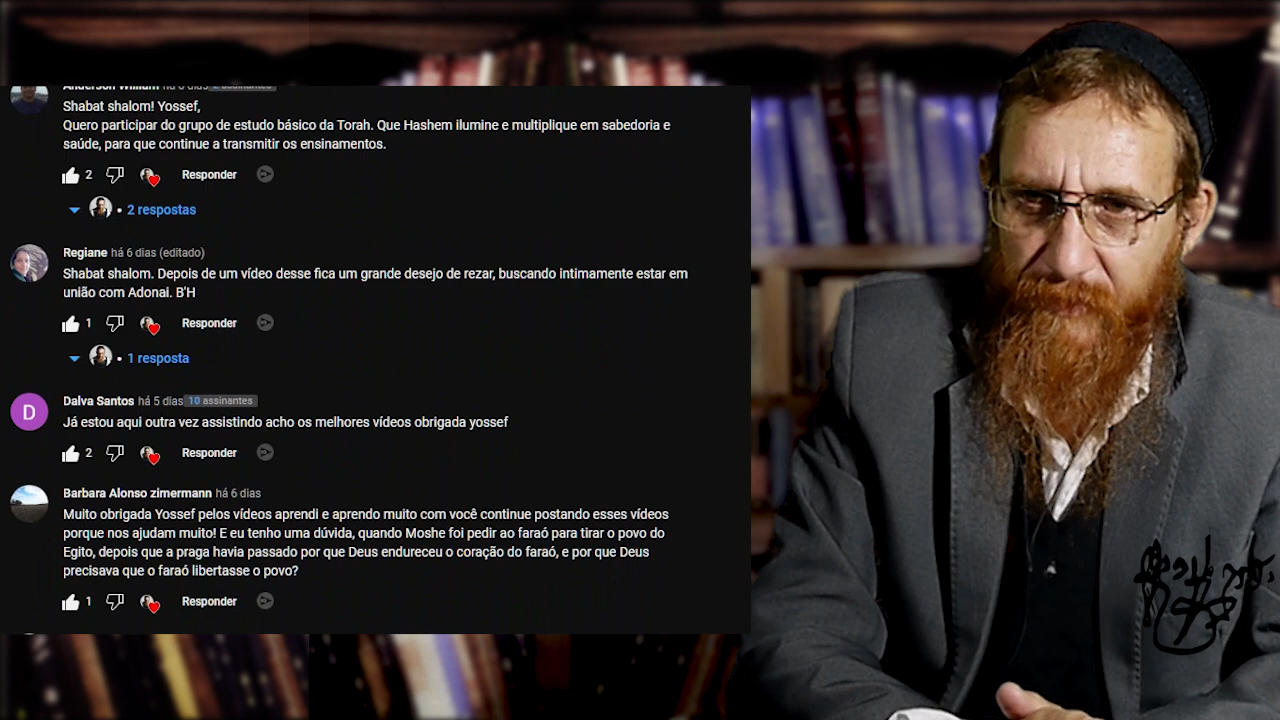 Anderson William há 6 dias 2 assinantes
Shabat shalom! Yossef,
Quero participar do grupo de estudo básico da Torah. Que Hashem ilumine e multiplique em sabedoria e
saúde, para que continue a transmitir os ensinamentos.
2 Responder
2 respostas
Regiane há 6 dias (editado)
Shabat shalom. Depois de um vídeo desse fica um grande desejo de rezar, buscando intimamente estar em
união com Adonai. B'H
1 Responder
1 resposta
D
Dalva Santos há 5 dias 10 assinantes
Já estou aqui outra vez assistindo acho os melhores vídeos obrigada yossef
2 Responder
Barbara Alonso zimermann há 6 dias
Muito obrigada Yossef pelos vídeos aprendi e aprendo muito com você continue postando esses vídeos
porque nos ajudam muito! E eu tenho uma dúvida, quando Moshe foi pedir ao faraó para tirar o povo do
Egito, depois que a praga havia passado por que Deus endureceu o coração do faraó, e por que Deus
precisava que o faraó libertasse o povo?
1 Responder